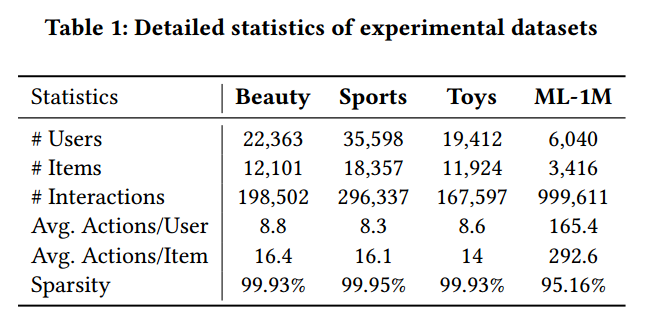 Table 1: Detailed statistics of experimental datasets
Statistics Beauty Sports Toys ML-1M
# Users 22,363 35,598 19,412 6,040
# Items 12,101 18,357 11,924 3,416
# Interactions 198,502 296,337 167,597 999,611
Avg. Actions/User 8.8 8.3 8.6 165.4
Avg. Actions/Item 16.4 16.1 14 292.6
Sparsity 99.93% 99.95% 99.93% 95.16%